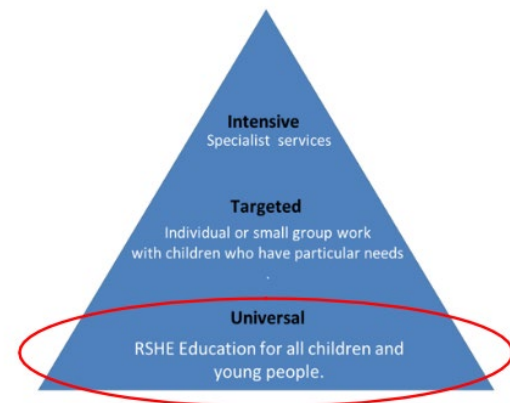 Intensive
Specialist services
Targeted
Individual or small group work
with children who have particular needs
.
Universal
RSHE Education for all children and
young people.